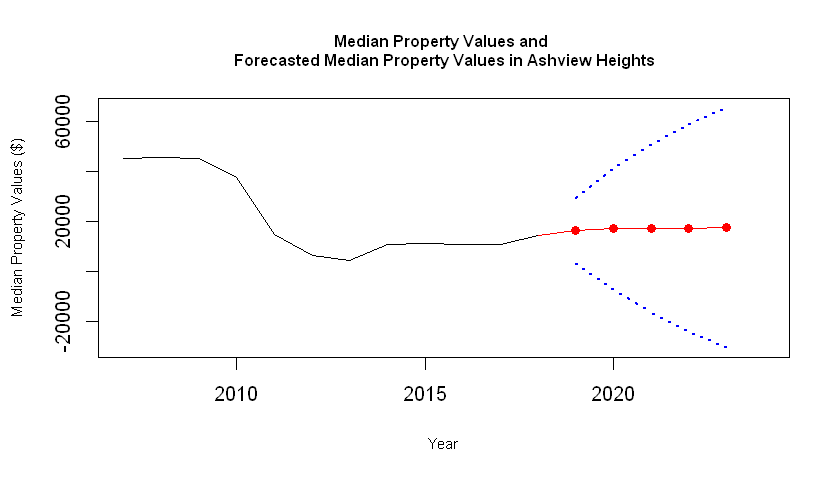 Median Property Values and
Forecasted Median Property Values in Ashview Heights
Median Property Values ($)
60000
20000
-20000
2010 2015 2020
Year